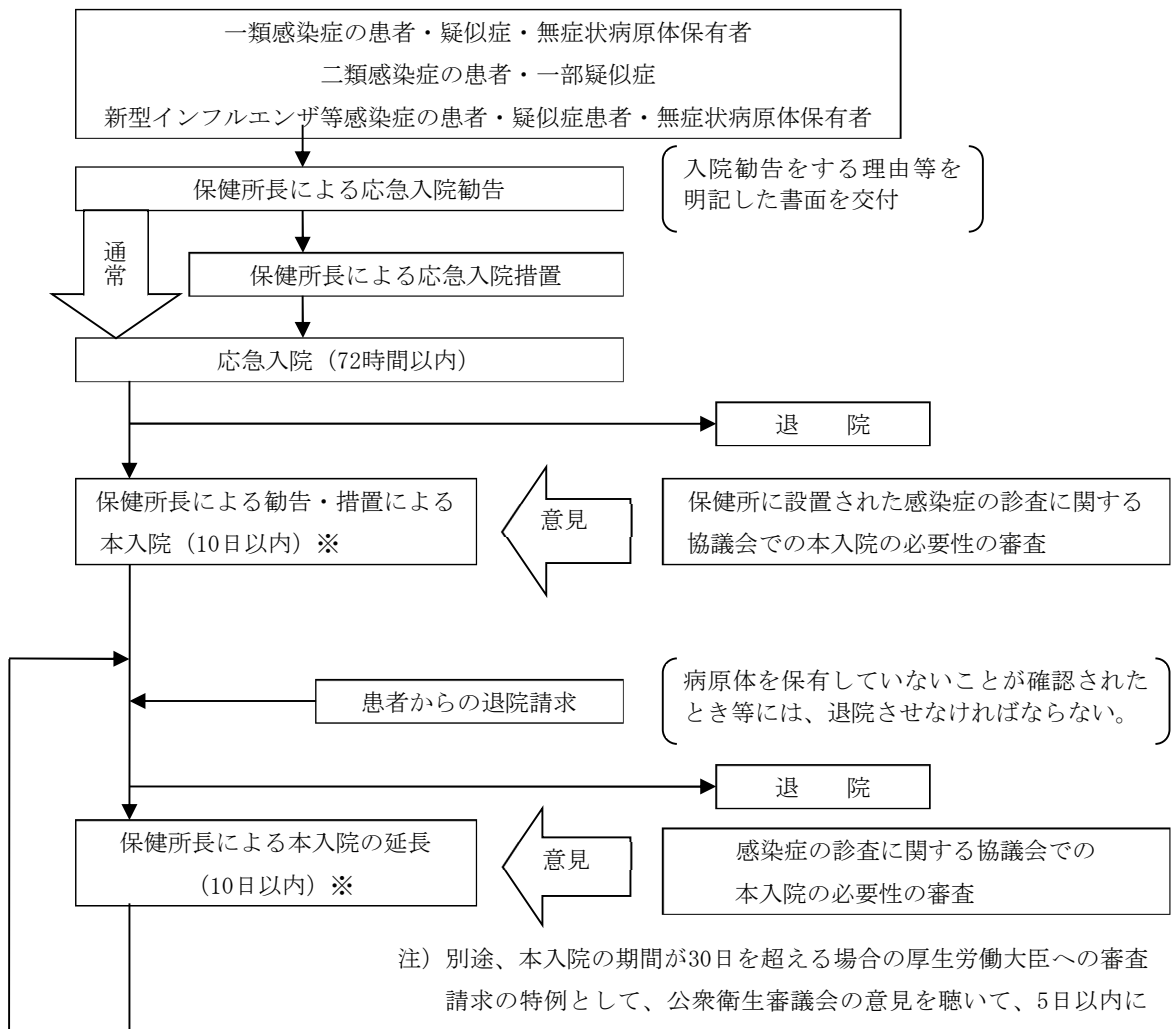 一類感染症の患者・疑似症・無症状病原体保有者
二類感染症の患者・一部疑似症
新型インフルエンザ等感染症の患者・疑似症患者・無症状病原体保有者
保健所長による応急入院勧告
入院勧告をする理由等を
明記した書面を交付
通常
保健所長による応急入院措置
応急入院（72時間以内）
退　　院
保健所長による勧告・措置による
本入院（10日以内）※
意見
保健所に設置された感染症の診査に関する
協議会での本入院の必要性の審査
患者からの退院請求
病原体を保有していないことが確認された
とき等には、退院させなければならない。
退　　院
保健所長による本入院の延長
（10日以内）※
意見
感染症の診査に関する協議会での
本入院の必要性の審査
注）別途、本入院の期間が30日を超える場合の厚生労働大臣への審査
請求の特例として、公衆衛生審議会の意見を聴いて、5日以内に